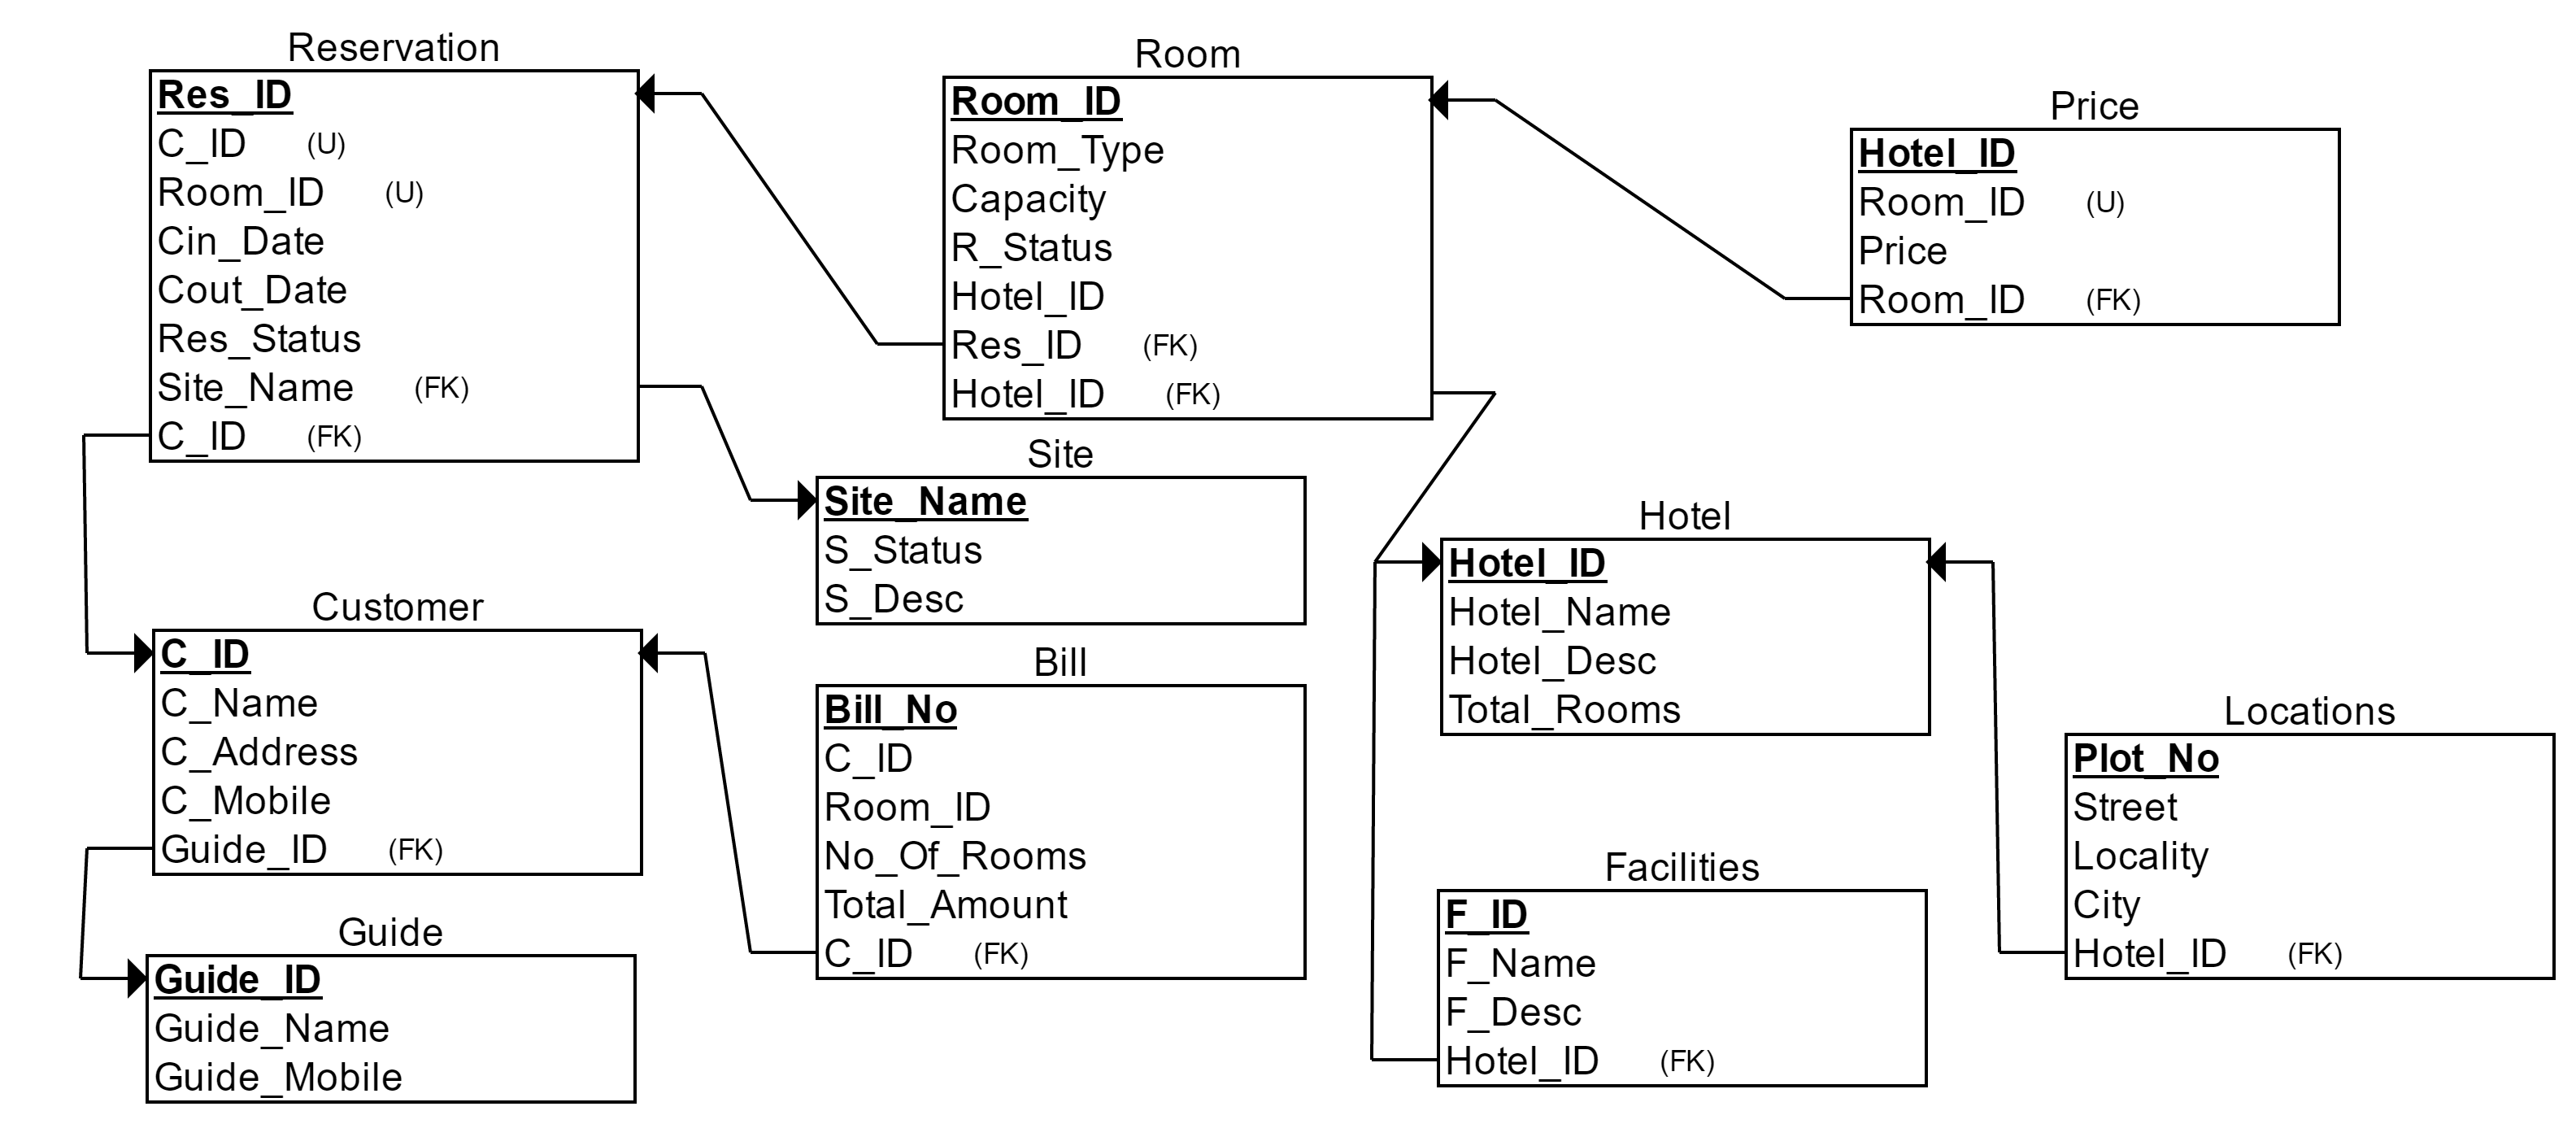 Reservation
Res_ID
C_ID (U)
Room_ID (U)
Cin_Date
Cout_Date
Res_Status
Site_Name (FK)
C_ID (FK)
Room
Room_ID
Room_Type
Capacity
R_Status
Hotel_ID
Res_ID (FK)
Hotel_ID (FK)
Price
Hotel_ID
Room_ID (U)
Price
Room_ID (FK)
Site
Site_Name
S_Status
S_Desc
Customer
C_ID
C_Name
C_Address
C_Mobile
Guide_ID (FK)
Bill
Bill_No
C_ID
Room_ID
No_Of_Rooms
Total_Amount
C_ID (FK)
Hotel
Hotel_ID
Hotel_Name
Hotel_Desc
Total_Rooms
Locations
Plot_No
Street
Locality
City
Hotel_ID (FK)
Guide
Guide_ID
Guide_Name
Guide_Mobile
Facilities
F_ID
F_Name
F_Desc
Hotel_ID (FK)